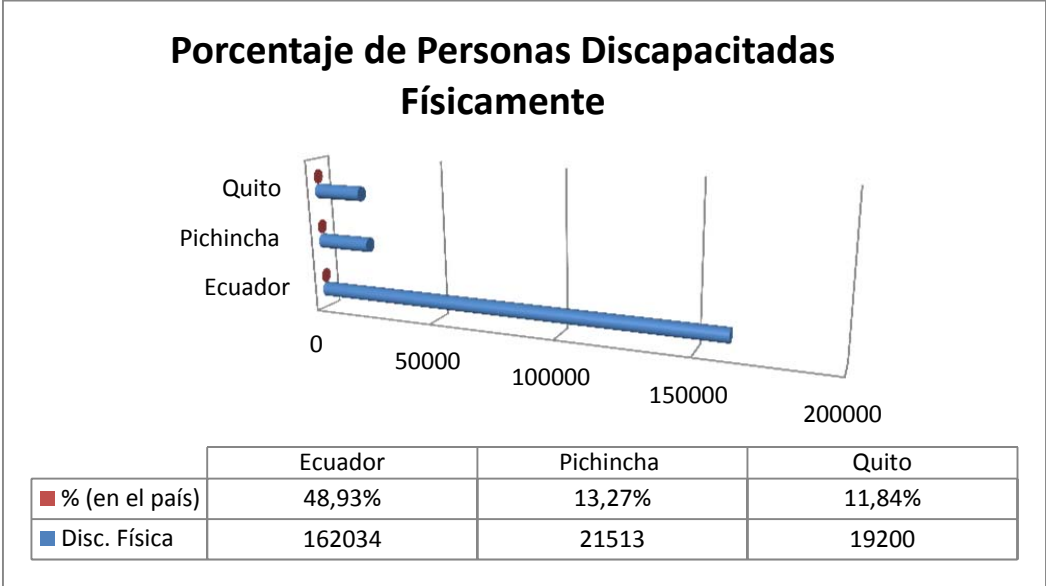 Porcentaje de Personas Discapacitadas
Físicamente
Quito
Pichincha
Ecuador
0
50000
100000
150000
200000
Ecuador Pichincha Quito
% (en el país) 48,93% 13,27% 11,84%
Disc. Física 162034 21513 19200